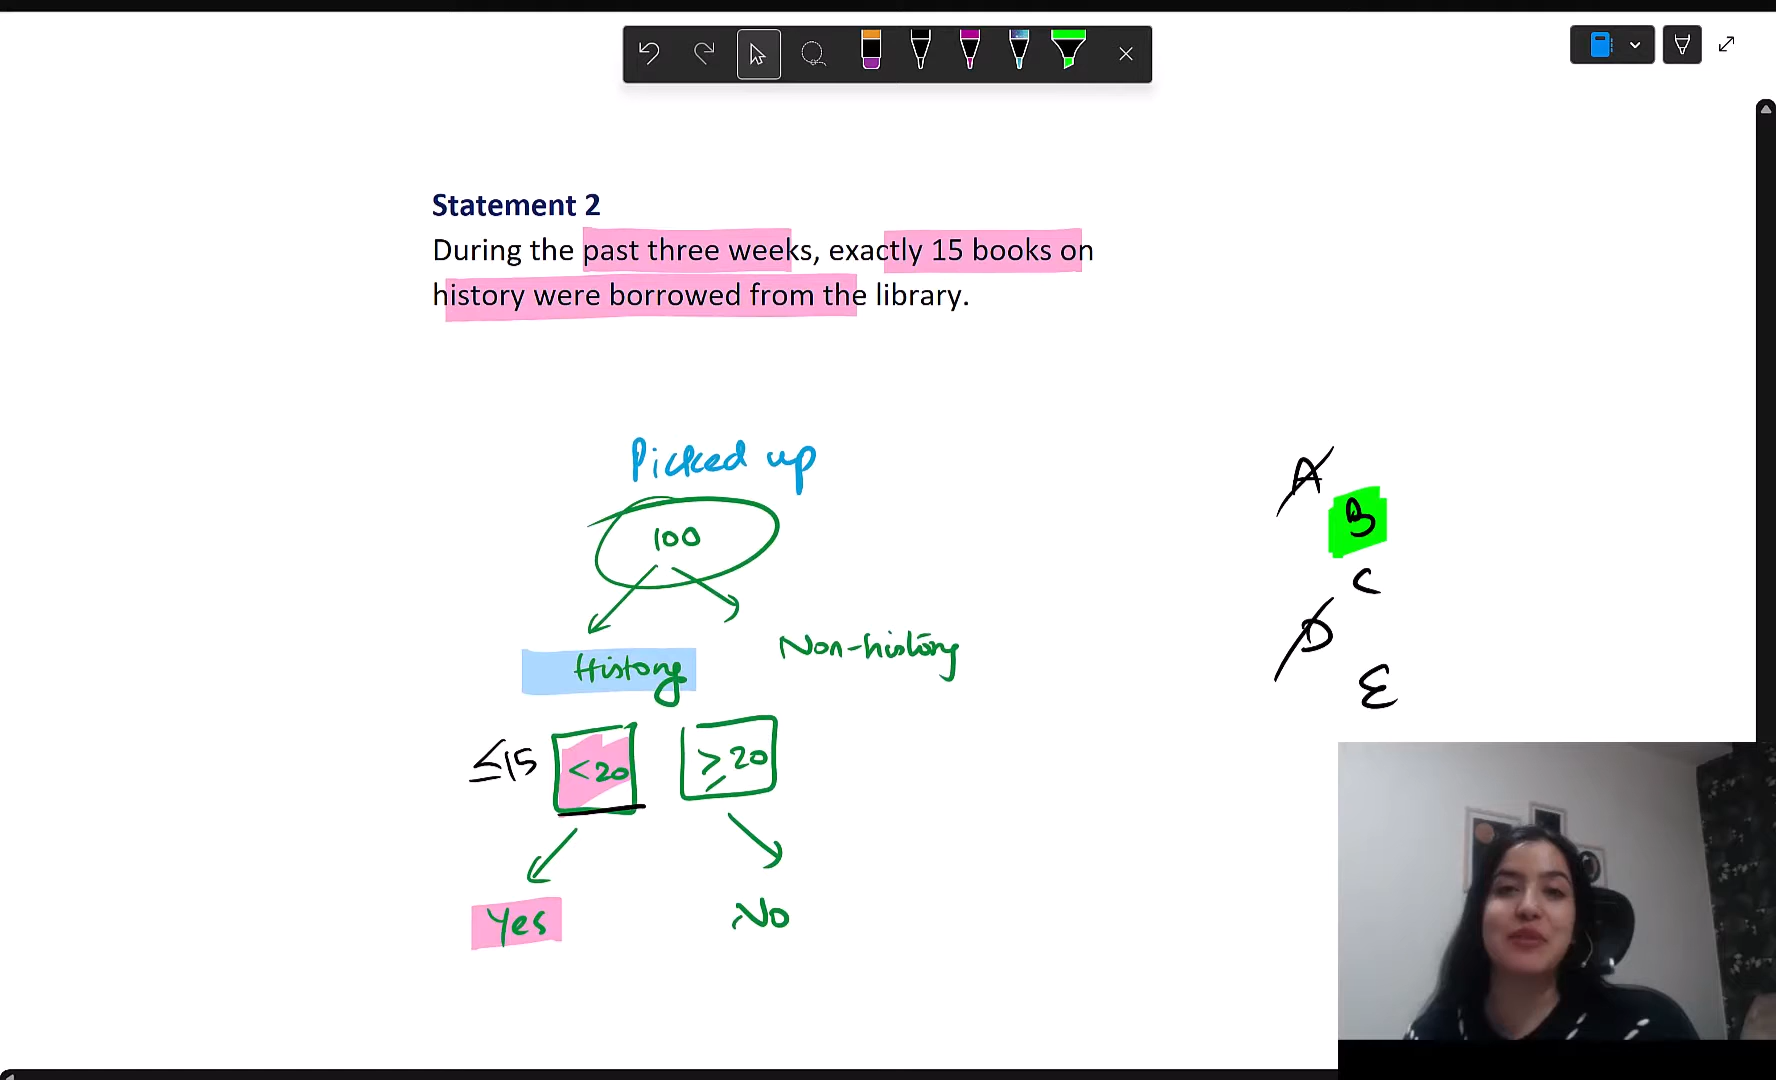 Statement 2
During the past three weeks, exactly 15 books on
history were borrowed from the library.
Picked up
100
History
Non-history
≤15
<20
≥20
Yes
No
A
B
C
D
E